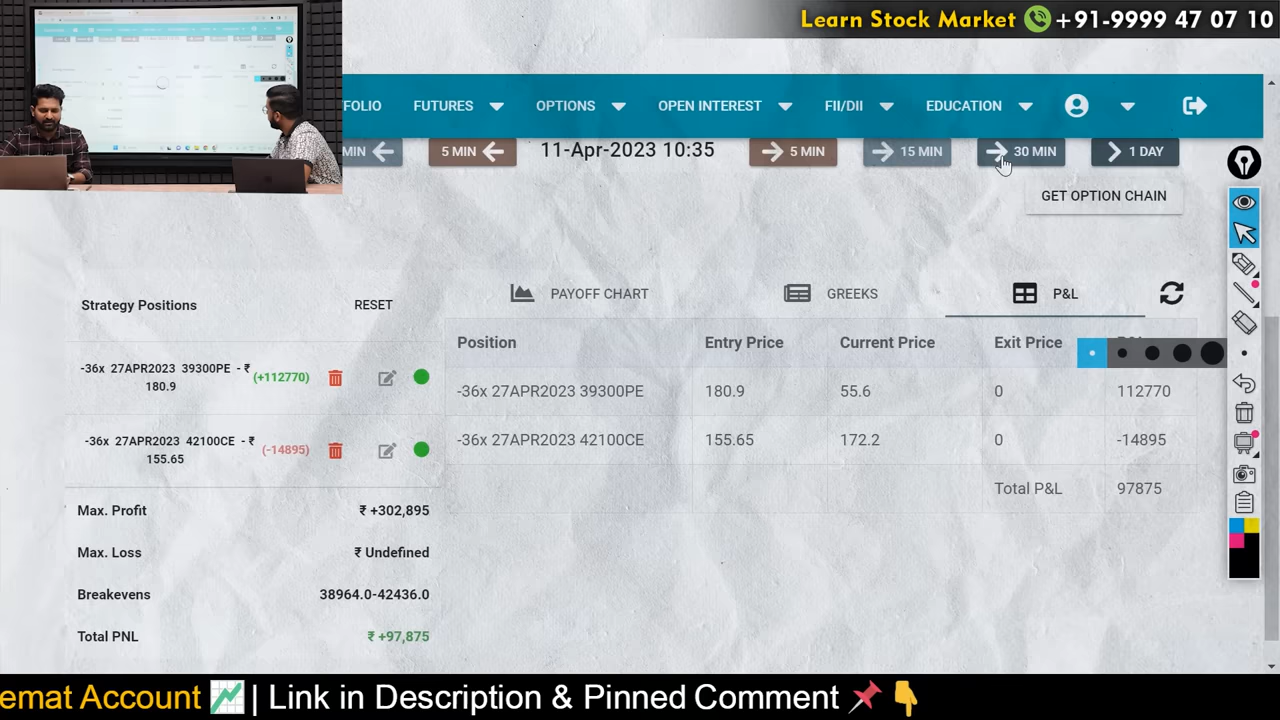 Learn Stock Market +91-9999 47 07 10
FOLIO FUTURES OPTIONS OPEN INTEREST FII/DII EDUCATION
MIN 5 MIN 11-Apr-2023 10:35 5 MIN 15 MIN 30 MIN 1 DAY
GET OPTION CHAIN
Strategy Positions RESET PAYOFF CHART GREEKS P&L
Position Entry Price Current Price Exit Price
-36x 27APR2023 39300PE - ₹ 180.9 (+112770)
-36x 27APR2023 39300PE 180.9 55.6 0 112770
-36x 27APR2023 42100CE - ₹ 155.65 (-14895)
-36x 27APR2023 42100CE 155.65 172.2 0 -14895
Total P&L 97875
Max. Profit ₹ +302,895
Max. Loss ₹ Undefined
Breakevens 38964.0-42436.0
Total PNL ₹ +97,875
emat Account 📈 | Link in Description & Pinned Comment 📌 👇